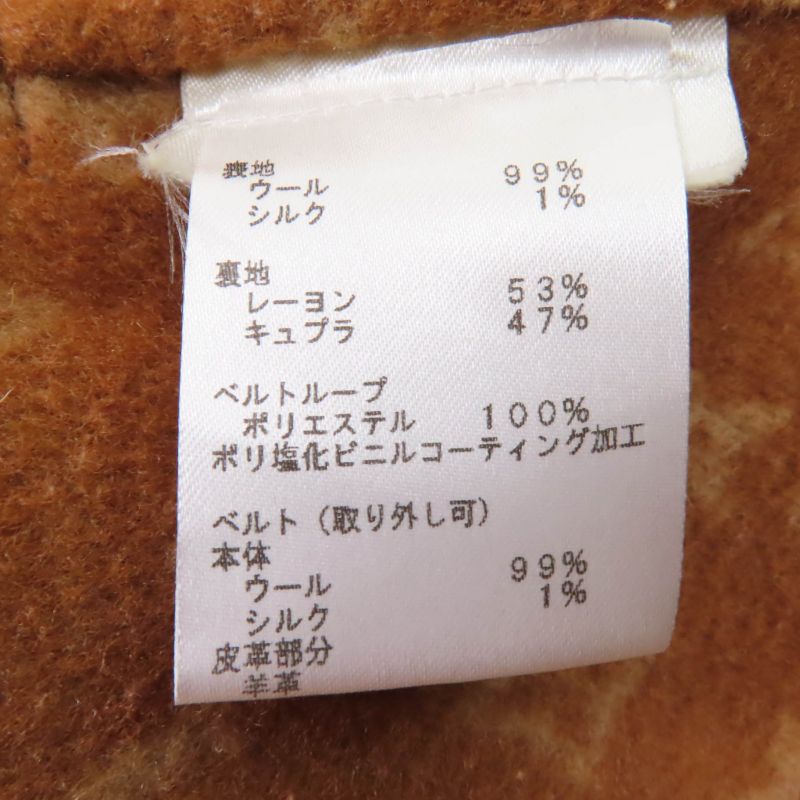 表地
ウール 99%
シルク 1%
裏地
レーヨン 53%
キュプラ 47%
ベルトループ
ポリエステル 100%
ポリ塩化ビニルコーティング加工
ベルト（取り外し可）
本体
ウール 99%
シルク 1%
皮革部分
羊革